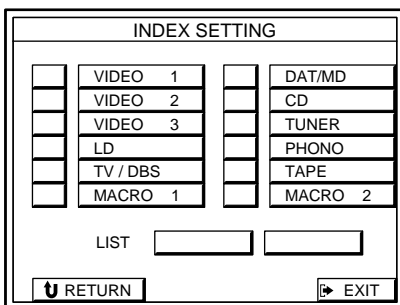 INDEX SETTING
VIDEO 1 DAT/MD
VIDEO 2 CD
VIDEO 3 TUNER
LD PHONO
TV / DBS TAPE
MACRO 1 MACRO 2
LIST
RETURN EXIT